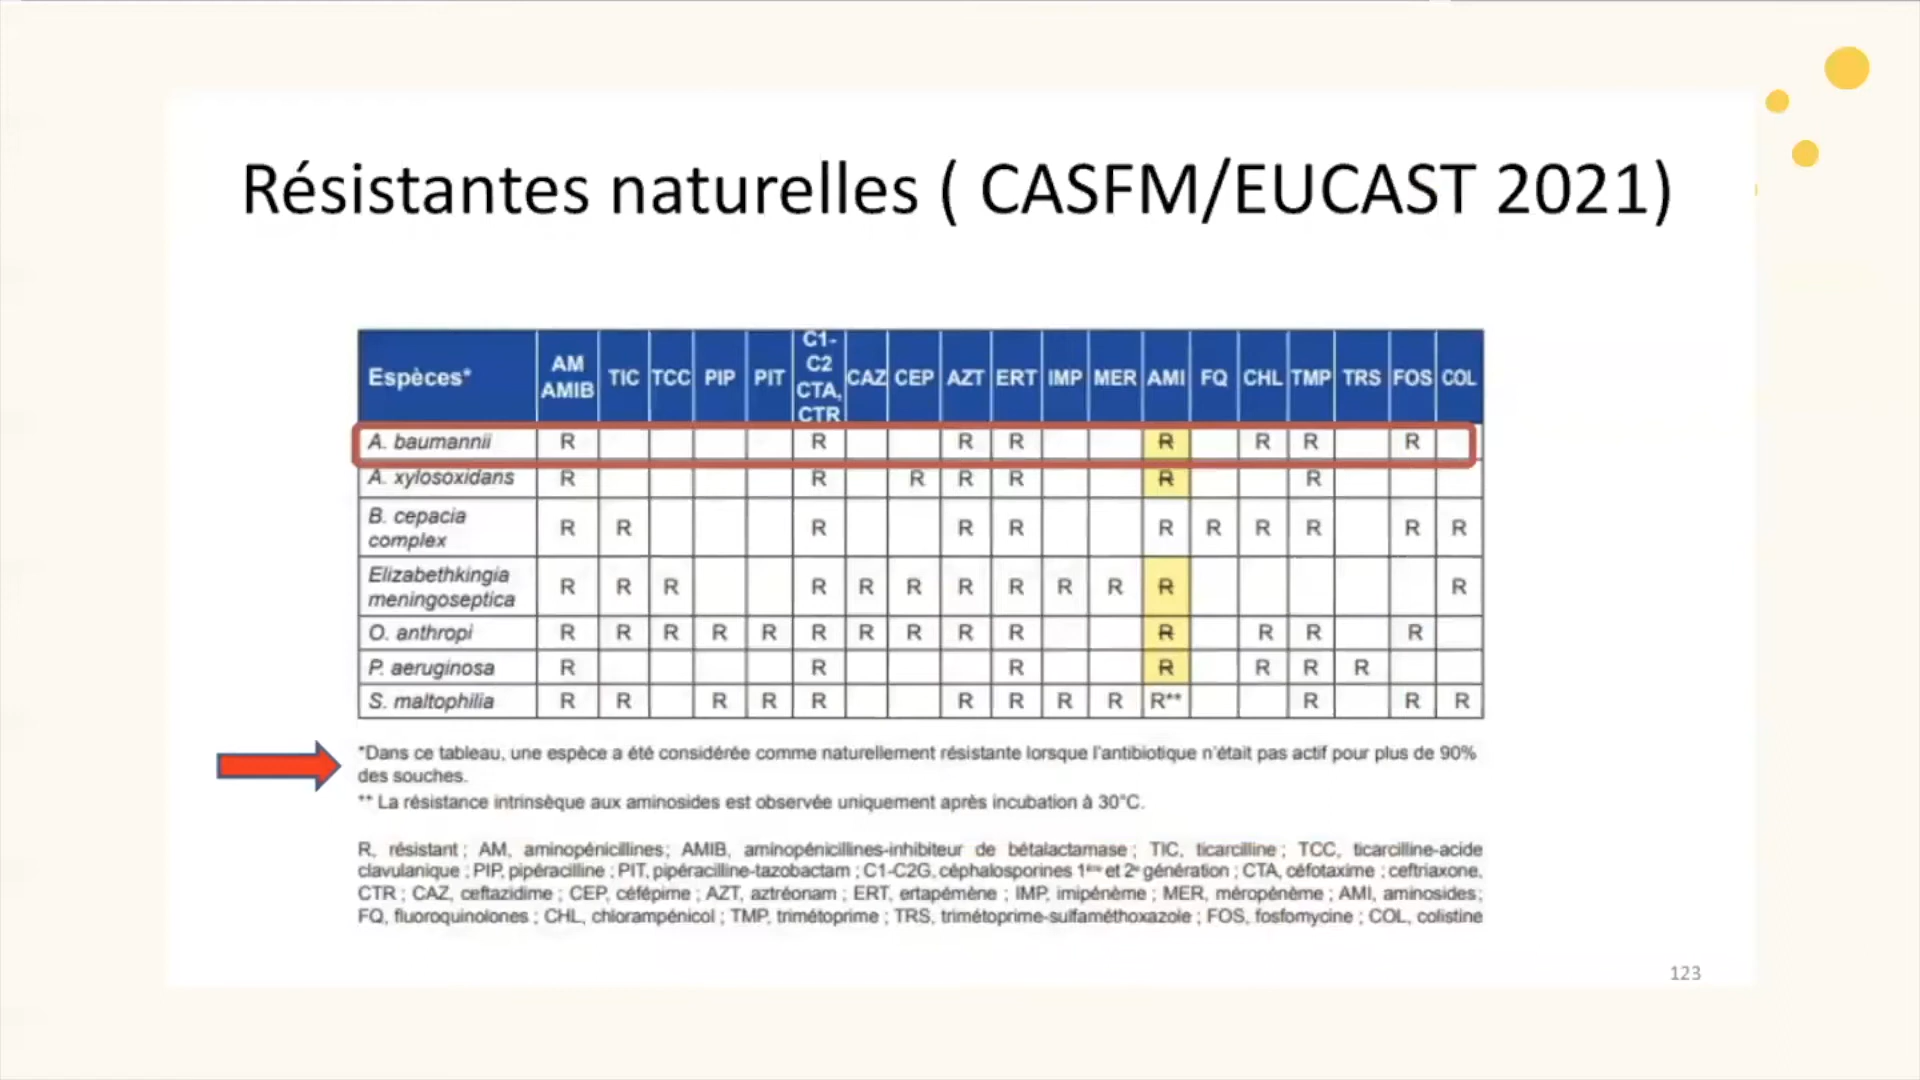 Résistantes naturelles ( CASFM/EUCAST 2021)
Espèces* AM AMIB TIC TCC PIP PIT C1-C2 CTA, CTR CAZ CEP AZT ERT IMP MER AMI FQ CHL TMP TRS FOS COL
A. baumannii R R R R R R R R
A. xylosoxidans R R R R R R R
B. cepacia complex R R R R R R R R R R R
Elizabethkingia meningoseptica R R R R R R R R R R R R
O. anthropi R R R R R R R R R R R R R R
P. aeruginosa R R R R R R R
S. maltophilia R R R R R R R R R R** R R R
*Dans ce tableau, une espèce a été considérée comme naturellement résistante lorsque l'antibiotique n'était pas actif pour plus de 90%
des souches.
** La résistance intrinsèque aux aminosides est observée uniquement après incubation à 30°C.
R, résistant ; AM, aminopénicillines; AMIB, aminopénicillines-inhibiteur de bétalactamase ; TIC, ticarcilline ; TCC, ticarcilline-acide
clavulanique ; PIP, pipéracilline ; PIT, pipéracilline-tazobactam ; C1-C2G, céphalosporines 1ère et 2e génération ; CTA, céfotaxime ; ceftriaxone,
CTR ; CAZ, ceftazidime ; CEP, céfépime ; AZT, aztréonam ; ERT, ertapémène ; IMP, imipénème ; MER, méropénème ; AMI, aminosides;
FQ, fluoroquinolones ; CHL, chlorampénicol ; TMP, trimétoprime ; TRS, trimétoprime-sulfaméthoxazole ; FOS, fosfomycine ; COL, colistine
123